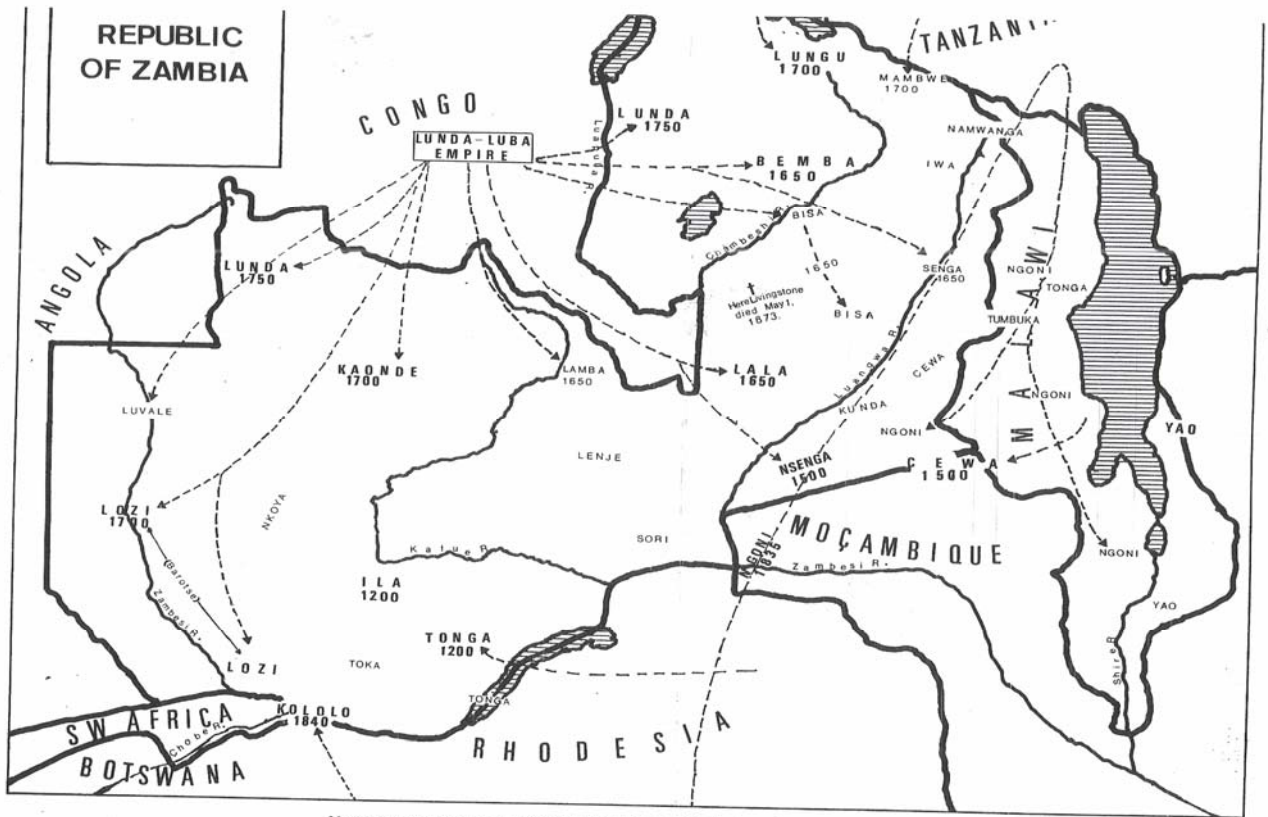 REPUBLIC
OF ZAMBIA
TANZANI
LUNGU
1700
MAMBWE
1700
CONGO
LUNDA
1750
LUNDA-LUBA
EMPIRE
Luapula R.
NAMWANGA
IWA
BEMBA
1650
BISA
Chambeshi R.
ANGOLA
LUNDA
1750
1650
SENGA
1650
NGONI
TONGA
MALAWI
Here Livingstone
died May 1,
1873.
BISA
TUMBUKA
KAONDE
1700
LAMBA
1650
LALA
1650
Luangwa R.
CEWA
NGONI
LUVALE
KUNDA
NGONI
YAO
LENJE
NSENGA
1500
CEWA
1500
LOZI
1700
NKOYA
Kafue R.
SORI
NGONI
1835
MOÇAMBIQUE
Zambesi R.
NGONI
(Barotse)
Zambesi R.
ILA
1200
YAO
Shire R
LOZI
TOKA
TONGA
1200
TONGA
SW AFRICA
Chobe R.
KOLOLO
1840
RHODESIA
BOTSWANA